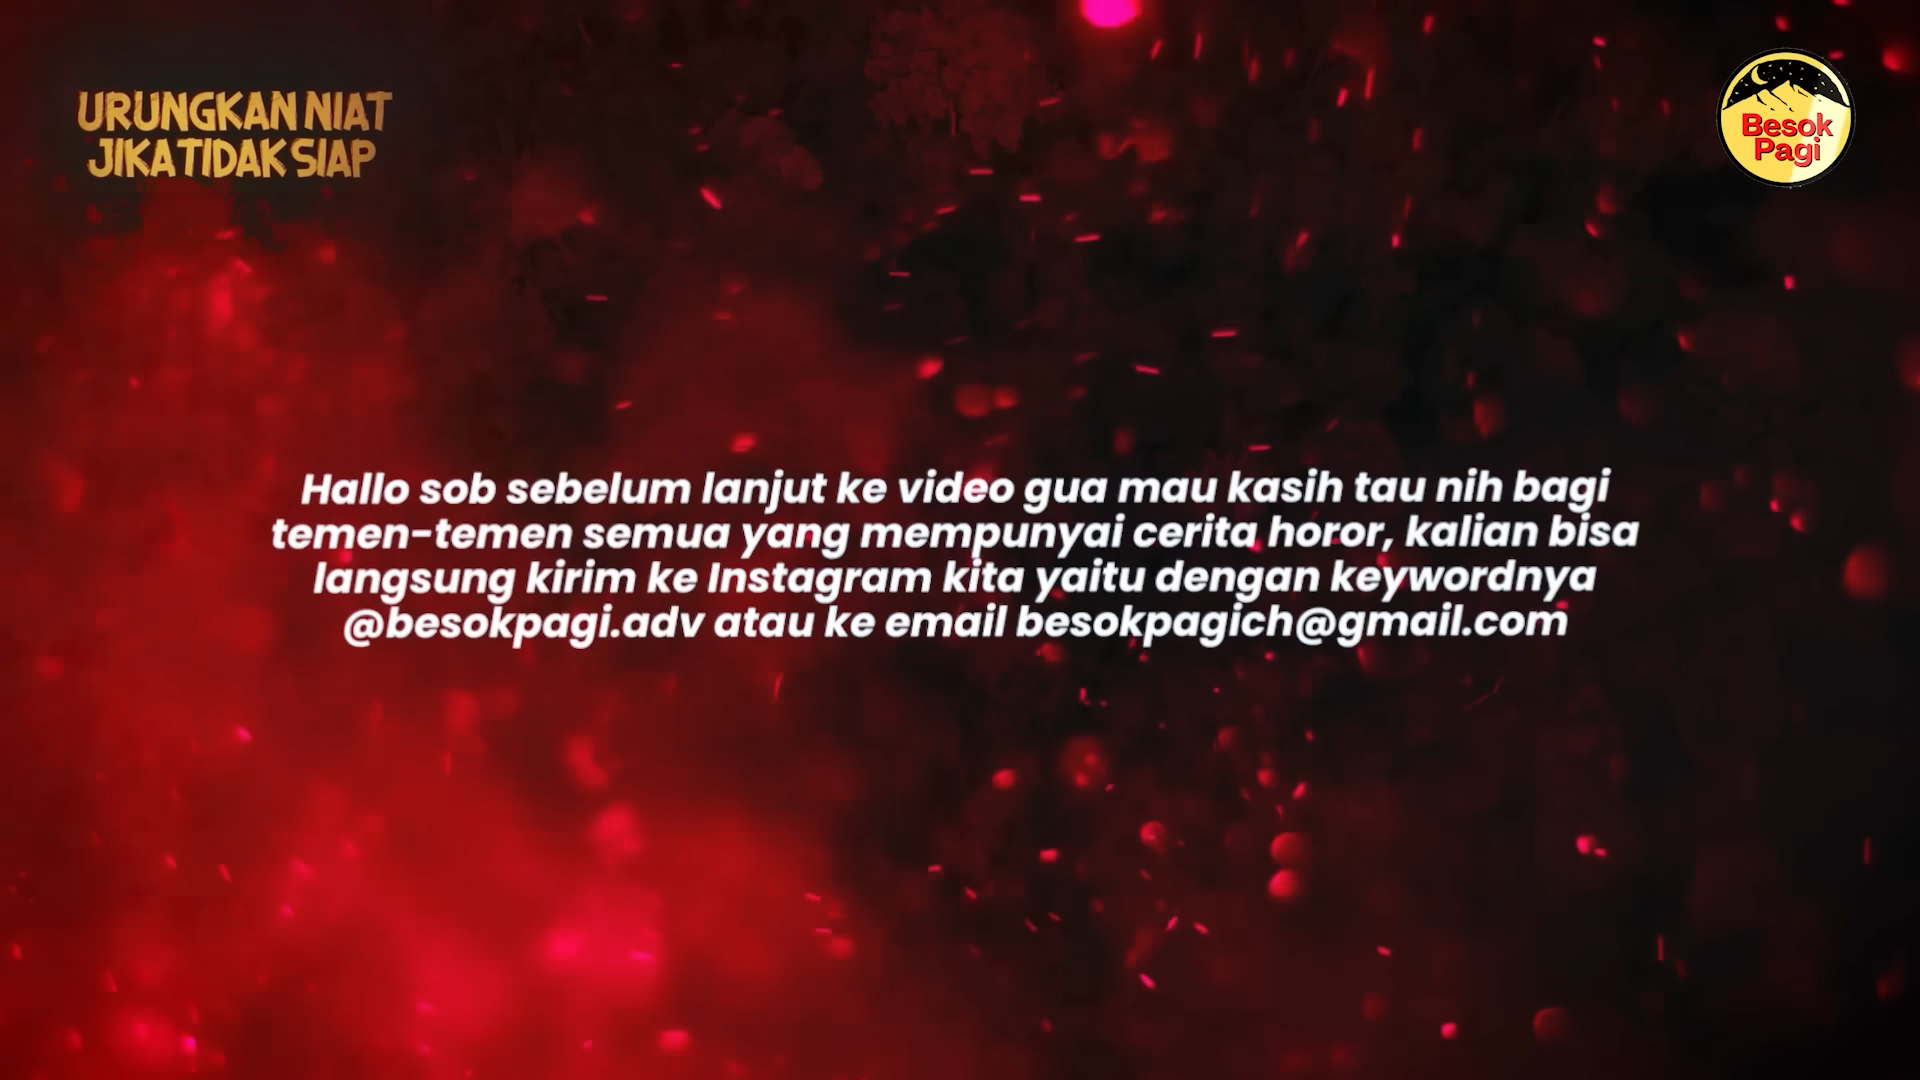 URUNGKAN NIAT
JIKA TIDAK SIAP
Besok
Pagi
Hallo sob sebelum lanjut ke video gua mau kasih tau nih bagi
temen-temen semua yang mempunyai cerita horor, kalian bisa
langsung kirim ke Instagram kita yaitu dengan keywordnya
@besokpagi.adv atau ke email besokpagich@gmail.com